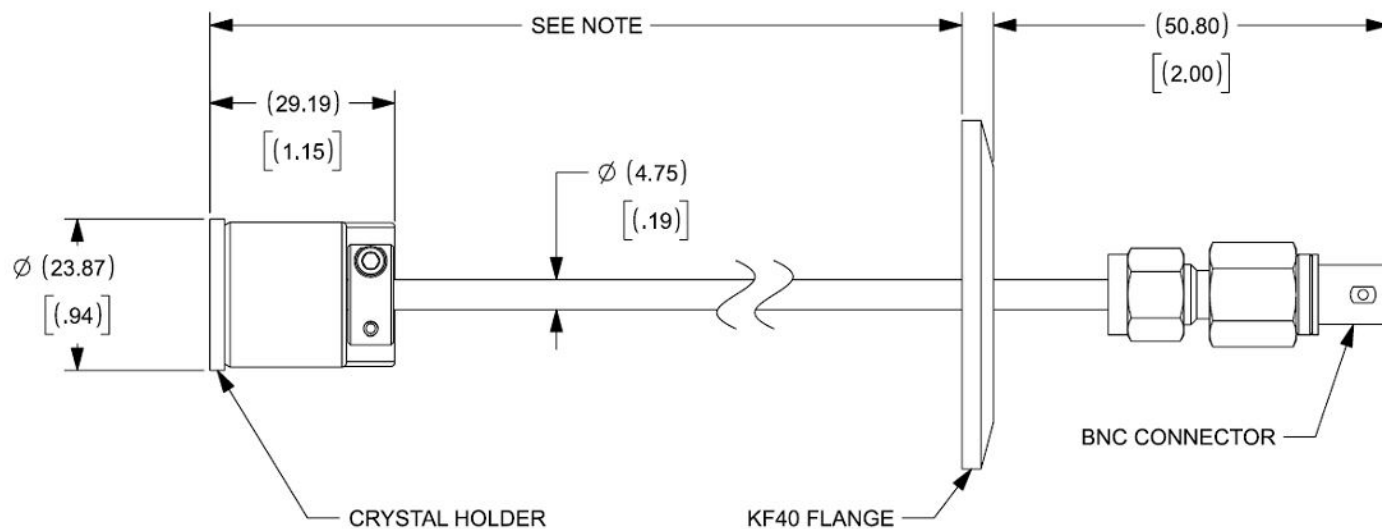 SEE NOTE
(50.80)
[(2.00)]
(29.19)
[(1.15)]
Ø (4.75)
[(.19)]
Ø (23.87)
[(.94)]
BNC CONNECTOR
CRYSTAL HOLDER
KF40 FLANGE